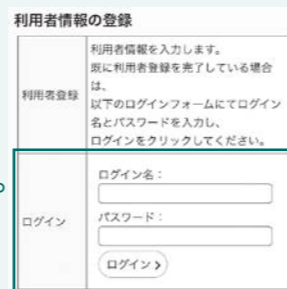 利用者情報の登録
利用者登録
利用者情報を入力します。
既に利用者登録を完了している場合
は、
以下のログインフォームにてログイン
名とパスワードを入力し、
ログインをクリックしてください。
ログイン
ログイン名：
パスワード：
ログイン >